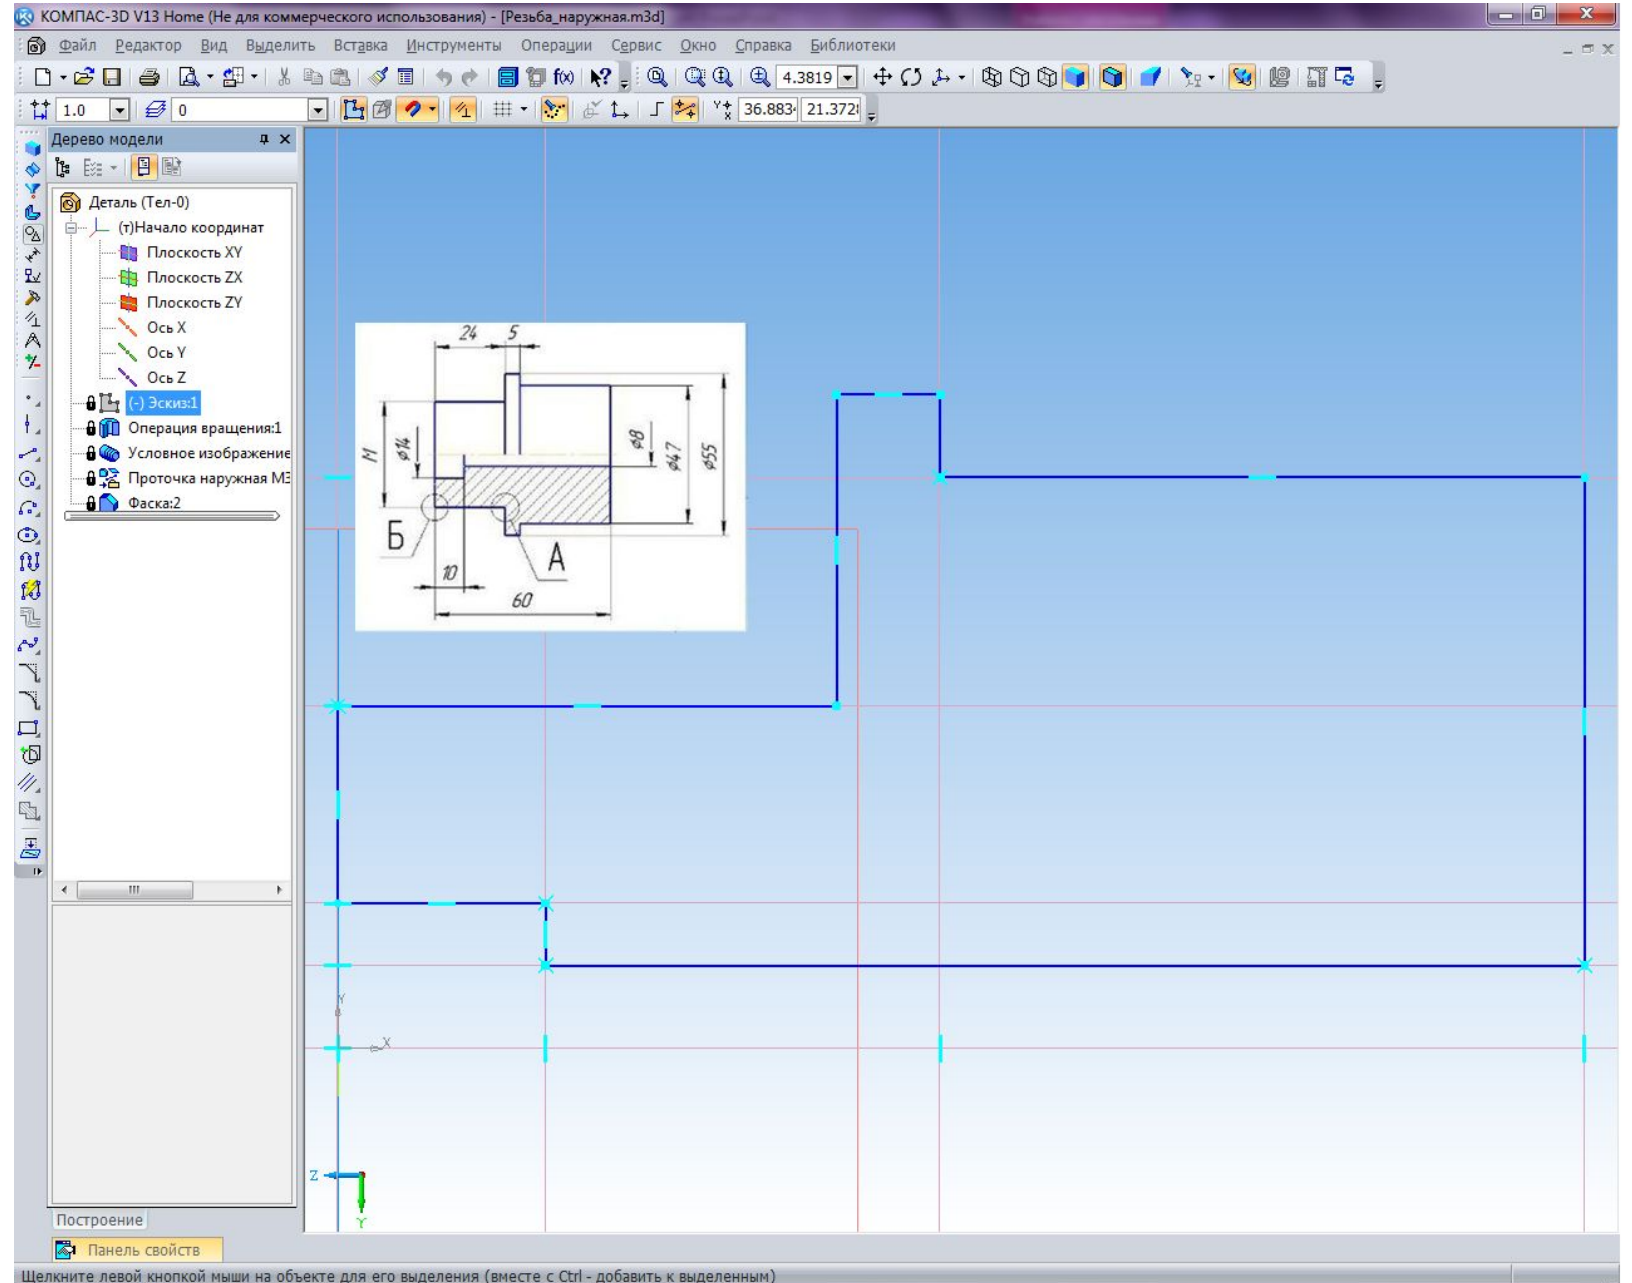 КОМПАС-3D V13 Home (Не для коммерческого использования) - [Резьба_наружная.m3d]
Файл Редактор Вид Выделить Вставка Инструменты Операции Сервис Окно Справка Библиотеки
4.3819
1.0 0 36.883 21.372
Дерево модели
Деталь (Тел-0)
(т)Начало координат
Плоскость XY
Плоскость ZX
Плоскость ZY
Ось X
Ось Y
Ось Z
(-) Эскиз:1
Операция вращения:1
Условное изображение
Проточка наружная М3
Фаска:2
24 5
М ⌀14 ⌀8 ⌀47 ⌀55
Б А
10
60
Y
X
Z
Y
Построение
Панель свойств
Щелкните левой кнопкой мыши на объекте для его выделения (вместе с Ctrl - добавить к выделенным)